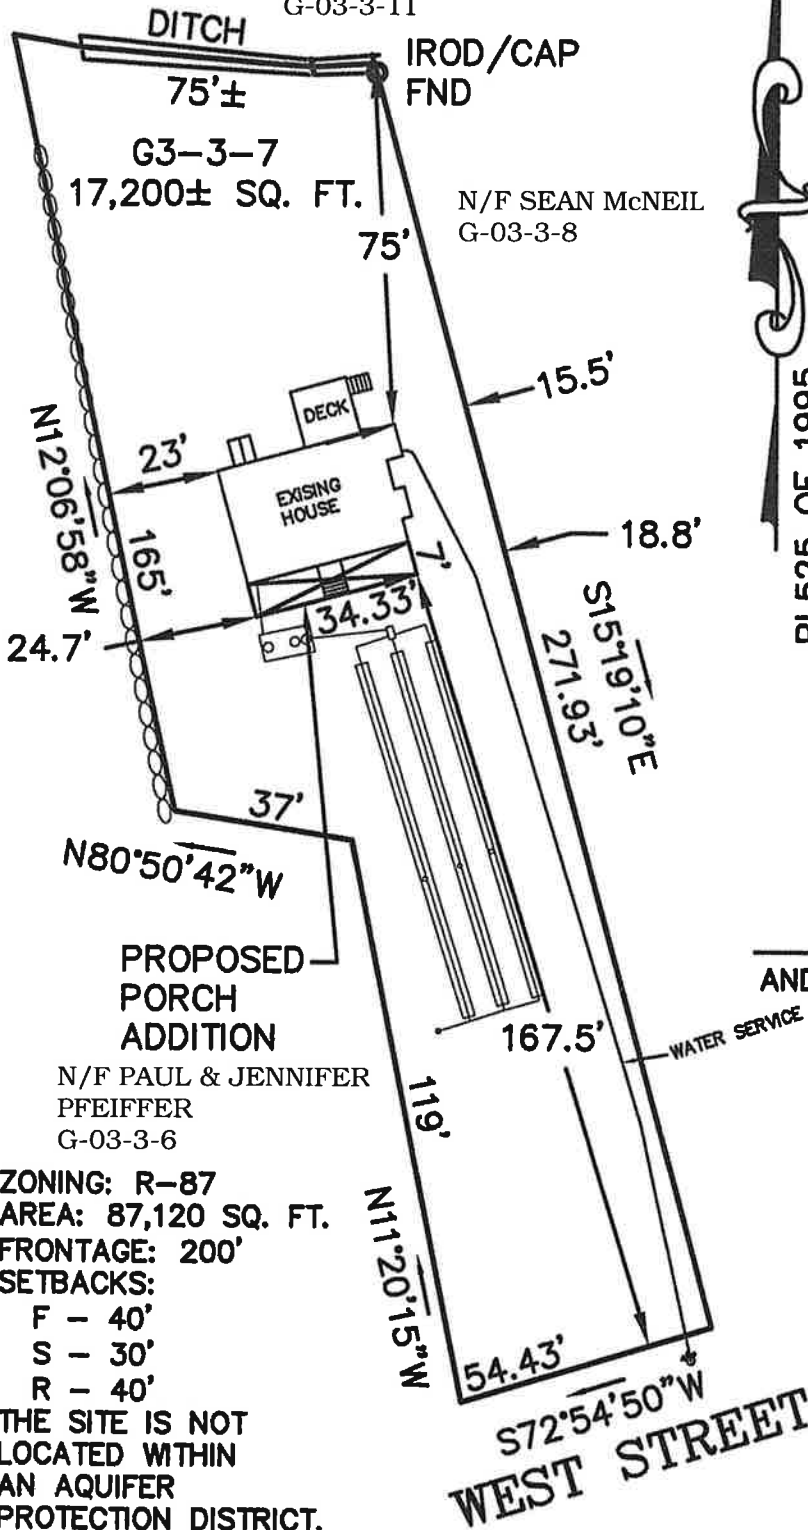 G-03-3-11
DITCH
IROD/CAP
FND
75'±
G3-3-7
17,200± SQ. FT.
N/F SEAN McNEIL
G-03-3-8
75'
15.5'
DECK
23'
EXISING
HOUSE
N12°06'58"W
165'
18.8'
7'
34.33'
24.7'
S15°19'10"E
271.93'
PL 525 OF 1995
37'
N80°50'42"W
PROPOSED
PORCH
ADDITION
AND
WATER SERVICE
167.5'
N/F PAUL & JENNIFER
PFEIFFER
G-03-3-6
119'
ZONING: R-87
AREA: 87,120 SQ. FT.
FRONTAGE: 200'
SETBACKS:
F - 40'
S - 30'
R - 40'
THE SITE IS NOT
LOCATED WITHIN
AN AQUIFER
PROTECTION DISTRICT.
N11°20'15"W
54.43'
S72°54'50"W
WEST STREET